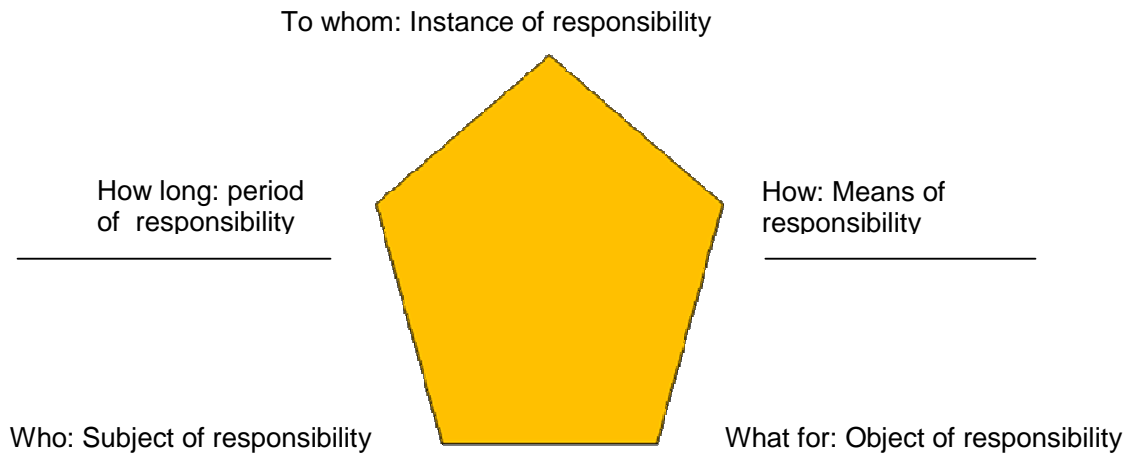 To whom: Instance of responsibility
How long: period
of responsibility
How: Means of
responsibility
Who: Subject of responsibility
What for: Object of responsibility